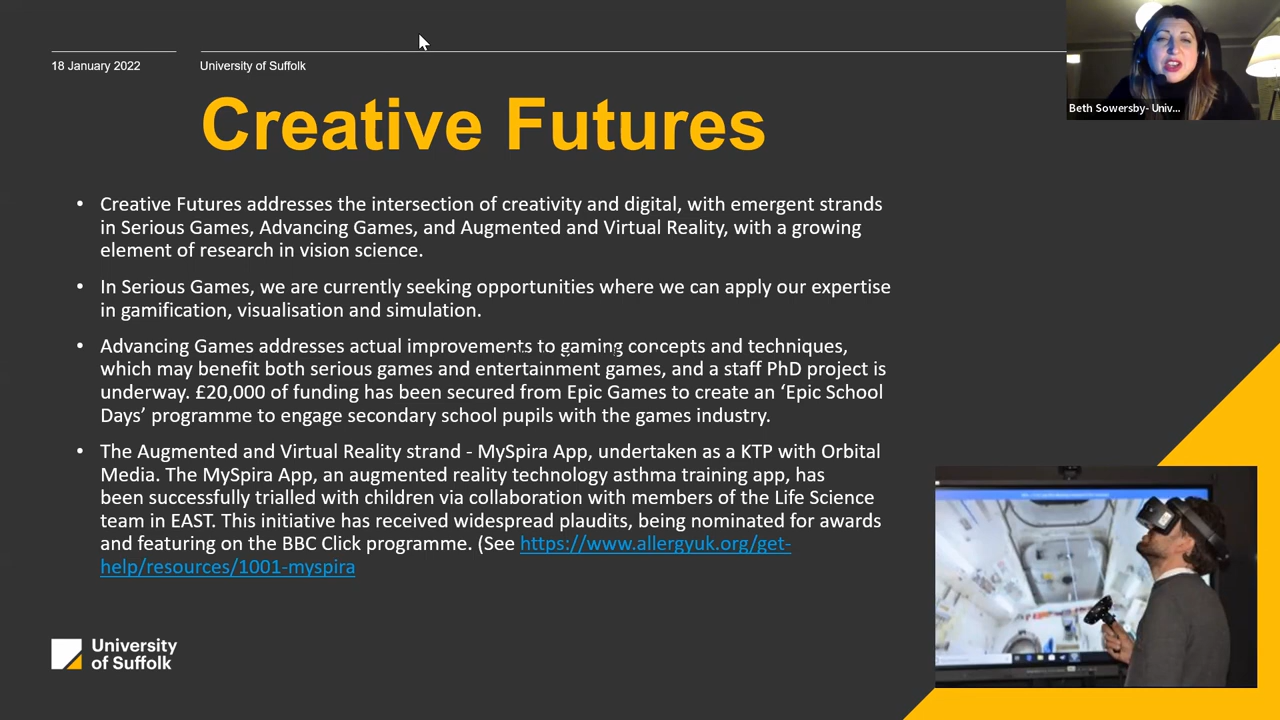 18 January 2022
University of Suffolk
Beth Sowersby- Univ...
Creative Futures
• Creative Futures addresses the intersection of creativity and digital, with emergent strands
in Serious Games, Advancing Games, and Augmented and Virtual Reality, with a growing
element of research in vision science.
• In Serious Games, we are currently seeking opportunities where we can apply our expertise
in gamification, visualisation and simulation.
• Advancing Games addresses actual improvements to gaming concepts and techniques,
which may benefit both serious games and entertainment games, and a staff PhD project is
underway. £20,000 of funding has been secured from Epic Games to create an ‘Epic School
Days’ programme to engage secondary school pupils with the games industry.
• The Augmented and Virtual Reality strand - MySpira App, undertaken as a KTP with Orbital
Media. The MySpira App, an augmented reality technology asthma training app, has
been successfully trialled with children via collaboration with members of the Life Science
team in EAST. This initiative has received widespread plaudits, being nominated for awards
and featuring on the BBC Click programme. (See https://www.allergyuk.org/get-
help/resources/1001-myspira
University
of Suffolk